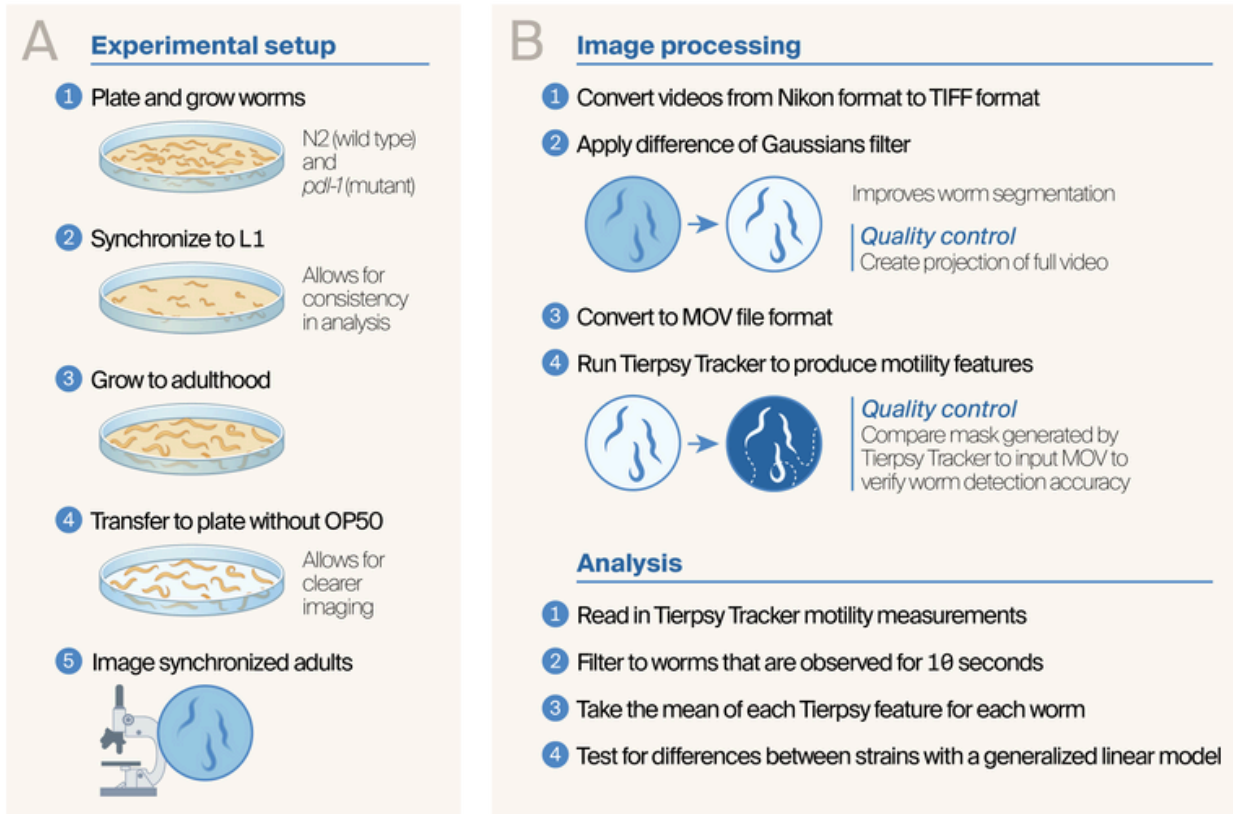 A
Experimental setup
1 Plate and grow worms
N2 (wild type)
and
pdl-1 (mutant)
2 Synchronize to L1
Allows for
consistency
in analysis
3 Grow to adulthood
4 Transfer to plate without OP50
Allows for
clearer
imaging
5 Image synchronized adults
B
Image processing
1 Convert videos from Nikon format to TIFF format
2 Apply difference of Gaussians filter
Improves worm segmentation
Quality control
Create projection of full video
3 Convert to MOV file format
4 Run Tierpsy Tracker to produce motility features
Quality control
Compare mask generated by
Tierpsy Tracker to input MOV to
verify worm detection accuracy
Analysis
1 Read in Tierpsy Tracker motility measurements
2 Filter to worms that are observed for 10 seconds
3 Take the mean of each Tierpsy feature for each worm
4 Test for differences between strains with a generalized linear model